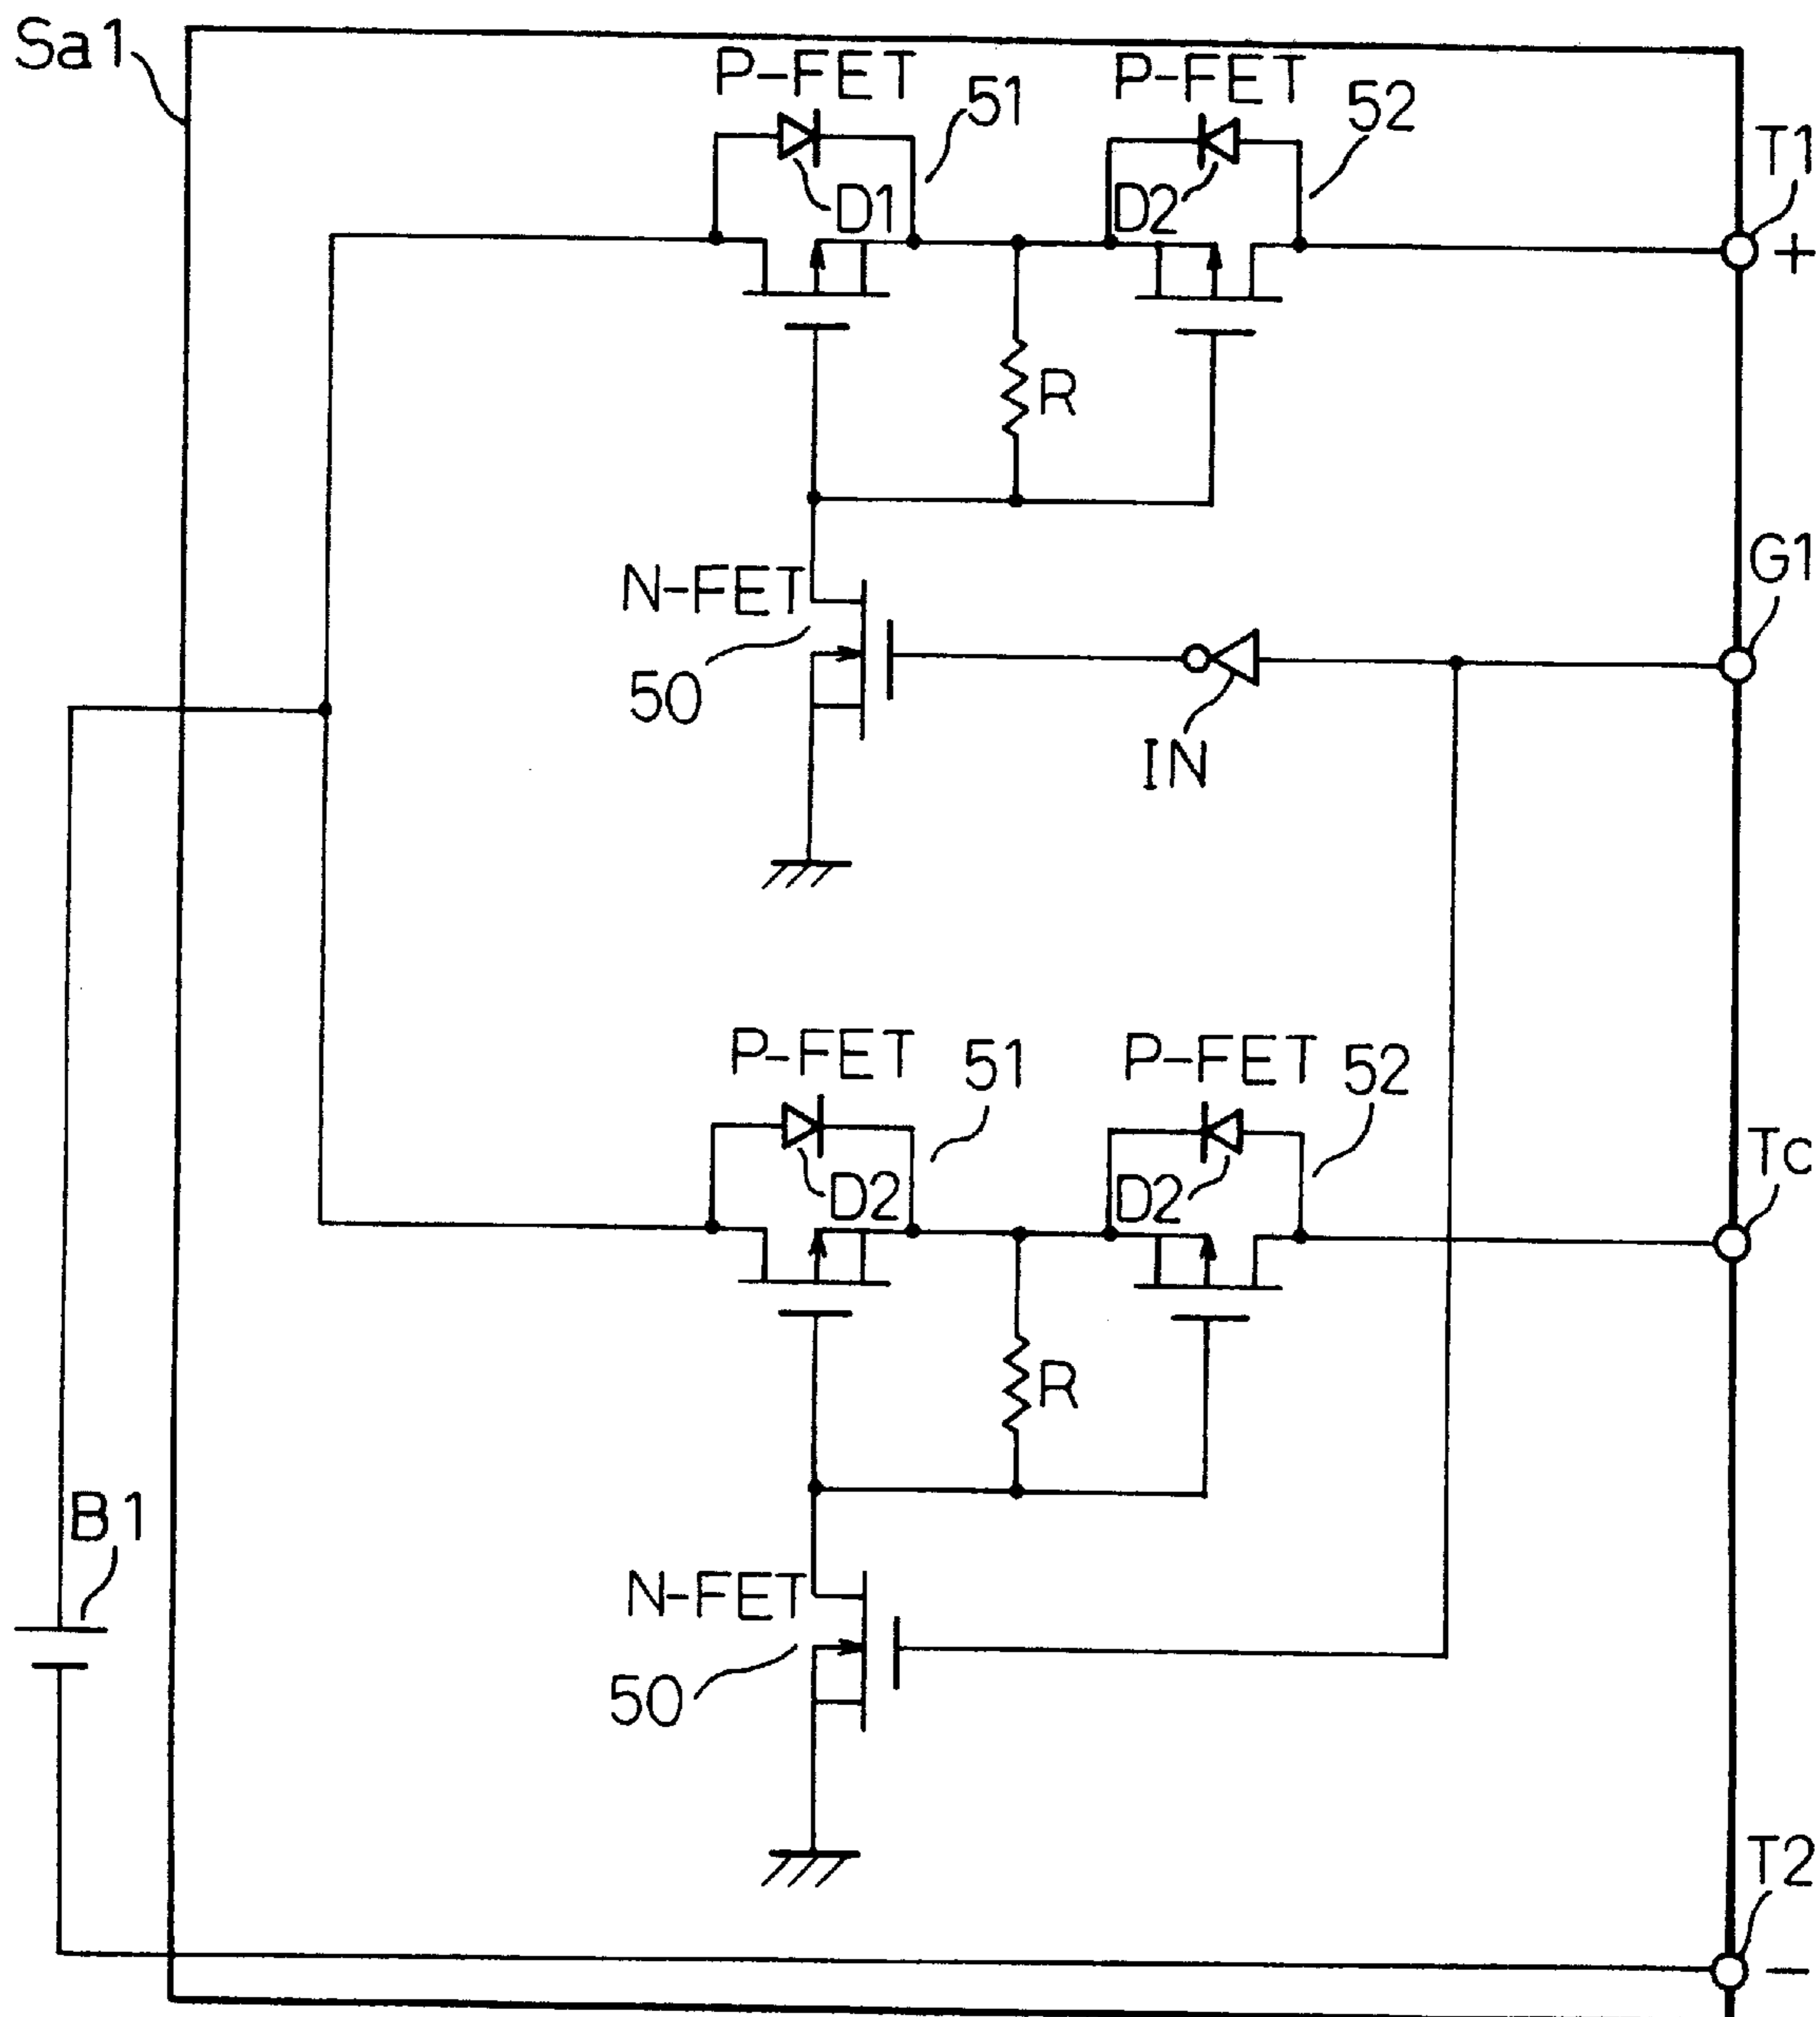 Sa1
P-FET
51
P-FET
52
T1
D1
D2
+
R
G1
N-FET
50
IN
P-FET
51
P-FET
52
Tc
D2
D2
R
B1
N-FET
50
T2
−